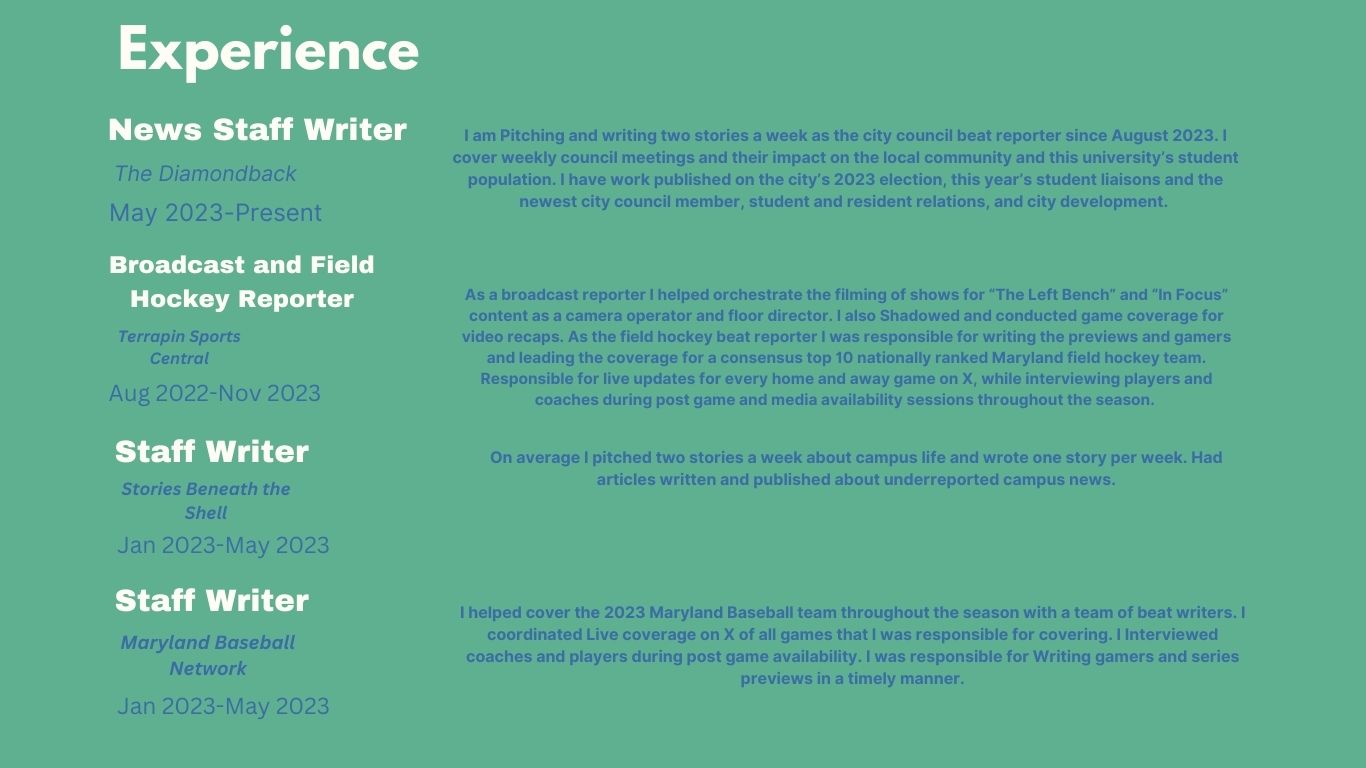 Experience
News Staff Writer
The Diamondback
May 2023-Present
I am Pitching and writing two stories a week as the city council beat reporter since August 2023. I
cover weekly council meetings and their impact on the local community and this university's student
population. I have work published on the city's 2023 election, this year's student liaisons and the
newest city council member, student and resident relations, and city development.
Broadcast and Field
Hockey Reporter
Terrapin Sports
Central
Aug 2022-Nov 2023
As a broadcast reporter I helped orchestrate the filming of shows for “The Left Bench” and “In Focus”
content as a camera operator and floor director. I also Shadowed and conducted game coverage for
video recaps. As the field hockey beat reporter I was responsible for writing the previews and gamers
and leading the coverage for a consensus top 10 nationally ranked Maryland field hockey team.
Responsible for live updates for every home and away game on X, while interviewing players and
coaches during post game and media availability sessions throughout the season.
Staff Writer
Stories Beneath the
Shell
Jan 2023-May 2023
On average I pitched two stories a week about campus life and wrote one story per week. Had
articles written and published about underreported campus news.
Staff Writer
Maryland Baseball
Network
Jan 2023-May 2023
I helped cover the 2023 Maryland Baseball team throughout the season with a team of beat writers. I
coordinated Live coverage on X of all games that I was responsible for covering. I Interviewed
coaches and players during post game availability. I was responsible for Writing gamers and series
previews in a timely manner.